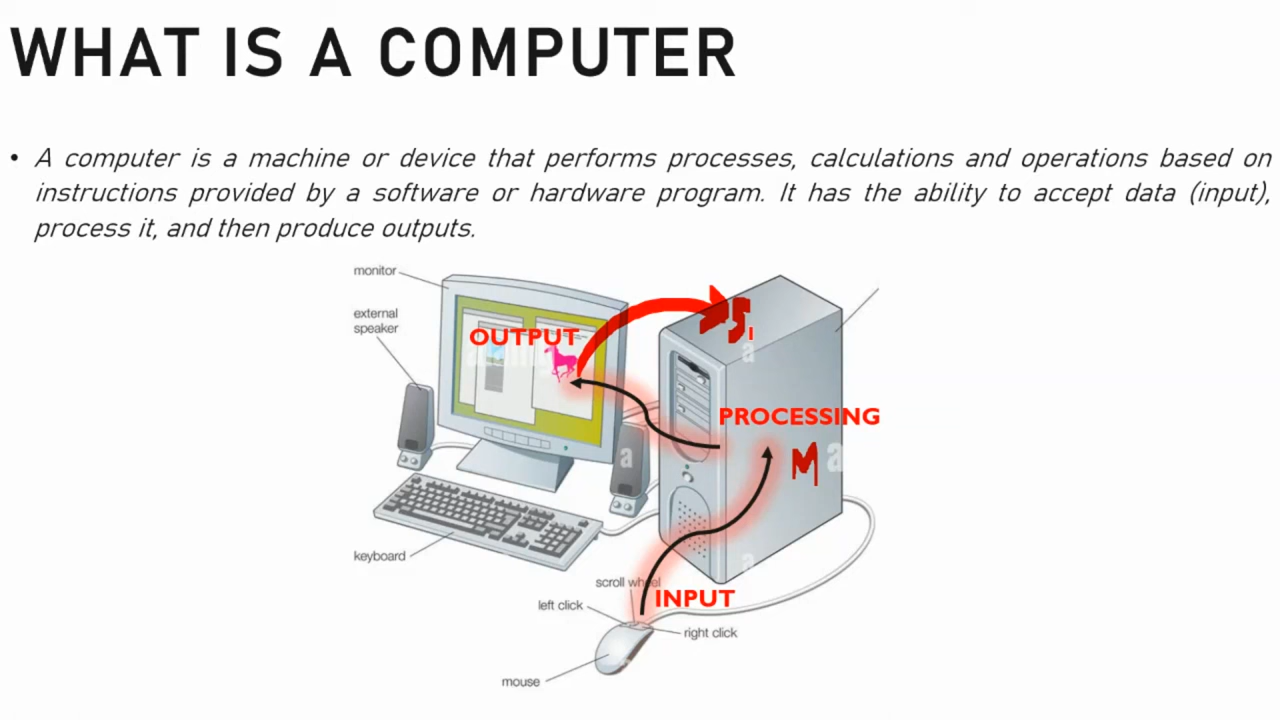 WHAT IS A COMPUTER
• A computer is a machine or device that performs processes, calculations and operations based on
instructions provided by a software or hardware program. It has the ability to accept data (input),
process it, and then produce outputs.
monitor
external
speaker
OUTPUT
a
PROCESSING
M
a
a
keyboard
a
scroll wheel
INPUT
left click
right click
mouse